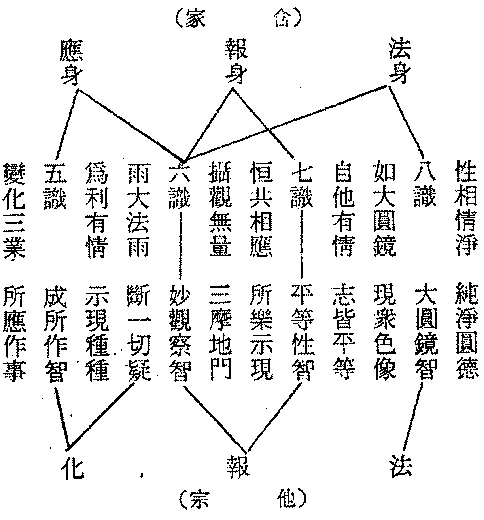 (含家)
法身
報身
應身
性相情淨 純淨圓德
八識 大圓鏡智
如大圓鏡 現衆色像
自他有情 志皆平等
七識 平等性智
恒共相應 所樂示現
攝觀無量 三摩地門
六識 妙觀察智
雨大法雨 斷一切疑
爲利有情 示現種種
五識 成所作智
變化三業 所應作事
法
報
化
(他宗)